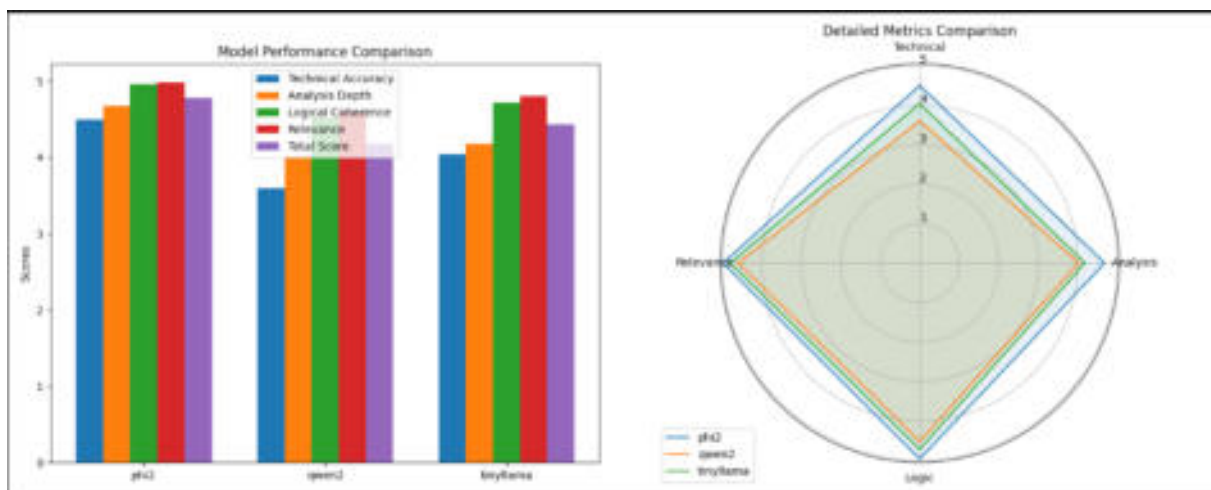 Model Performance Comparison
Technical Accuracy
Analysis Depth
Logical Coherence
Relevance
Total Score
Scores
5
4
3
2
1
0
phi2
qwen2
tinyllama
Detailed Metrics Comparison
Technical
5
4
3
2
1
Relevance
Analysis
Logic
phi2
qwen2
tinyllama